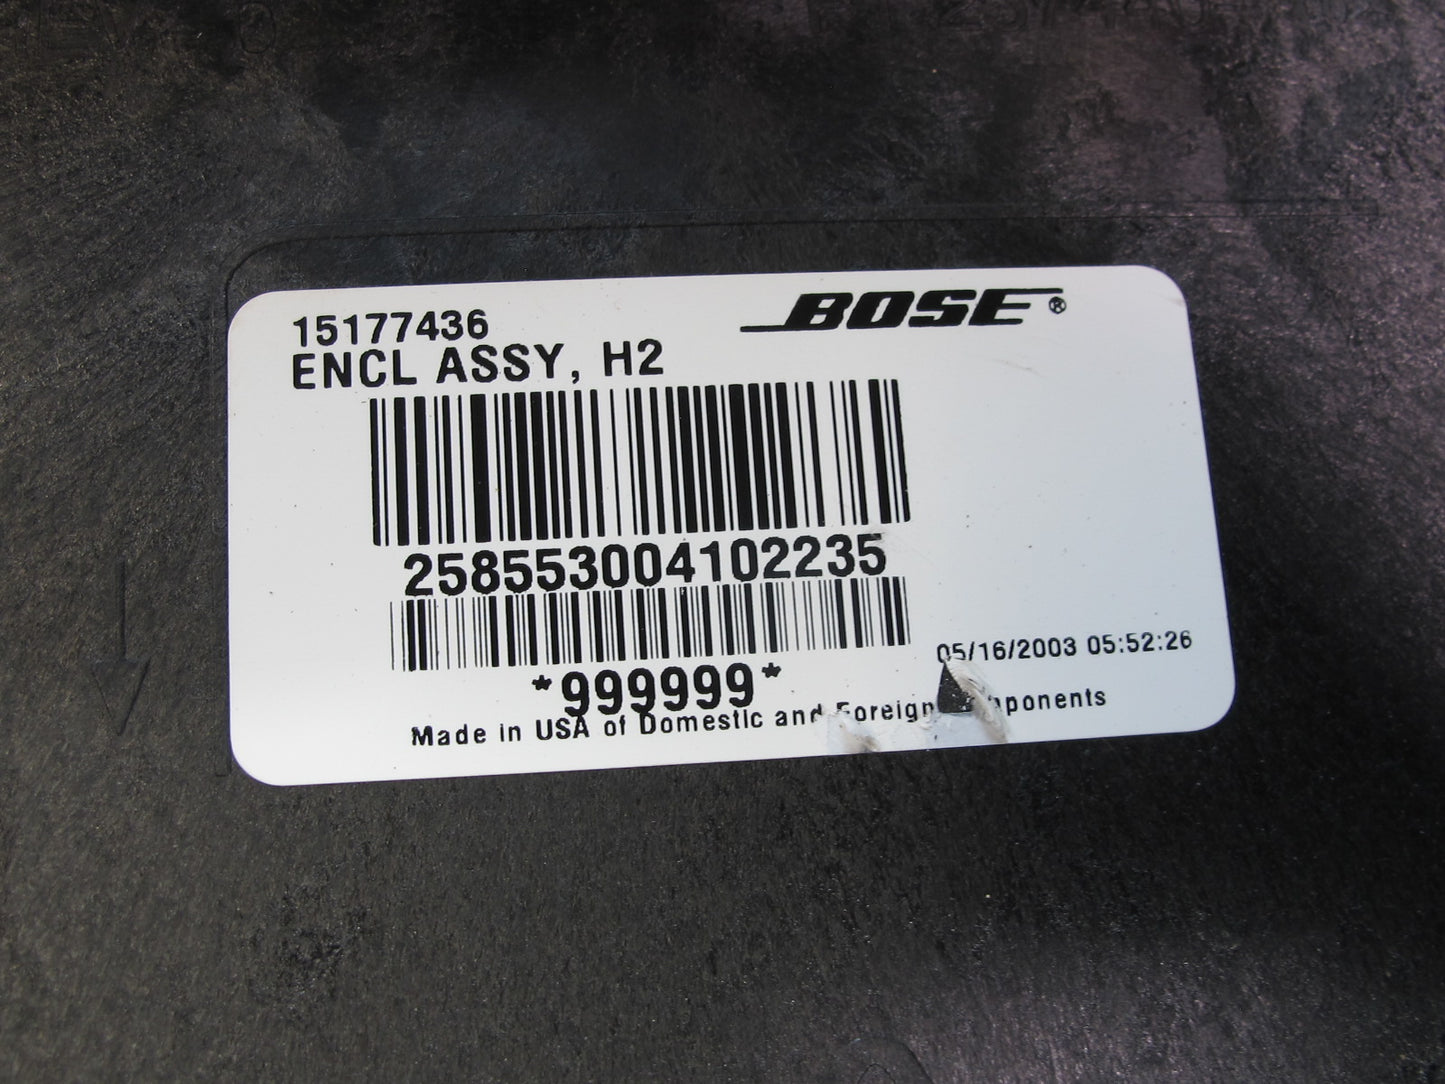 15177436
BOSE®
ENCL ASSY, H2
258553004102235
05/16/2003 05:52:26
*999999*
Made in USA of Domestic and Foreign